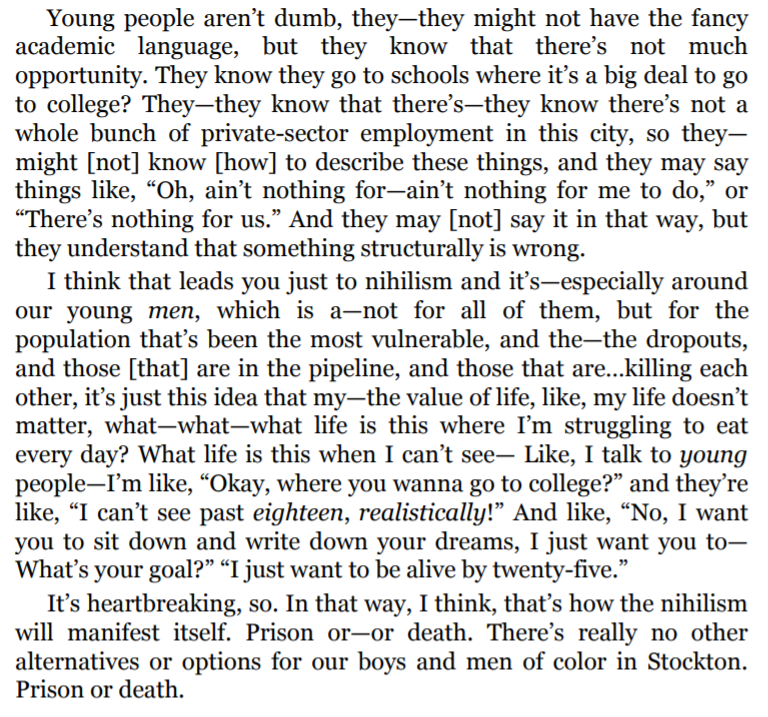 Young people aren’t dumb, they—they might not have the fancy
academic language, but they know that there’s not much
opportunity. They know they go to schools where it’s a big deal to go
to college? They—they know that there’s—they know there’s not a
whole bunch of private-sector employment in this city, so they—
might [not] know [how] to describe these things, and they may say
things like, “Oh, ain’t nothing for—ain’t nothing for me to do,” or
“There’s nothing for us.” And they may [not] say it in that way, but
they understand that something structurally is wrong.
I think that leads you just to nihilism and it’s—especially around
our young men, which is a—not for all of them, but for the
population that’s been the most vulnerable, and the—the dropouts,
and those [that] are in the pipeline, and those that are...killing each
other, it’s just this idea that my—the value of life, like, my life doesn’t
matter, what—what—what life is this where I’m struggling to eat
every day? What life is this when I can’t see— Like, I talk to young
people—I’m like, “Okay, where you wanna go to college?” and they’re
like, “I can’t see past eighteen, realistically!” And like, “No, I want
you to sit down and write down your dreams, I just want you to—
What’s your goal?” “I just want to be alive by twenty-five.”
It’s heartbreaking, so. In that way, I think, that’s how the nihilism
will manifest itself. Prison or—or death. There’s really no other
alternatives or options for our boys and men of color in Stockton.
Prison or death.